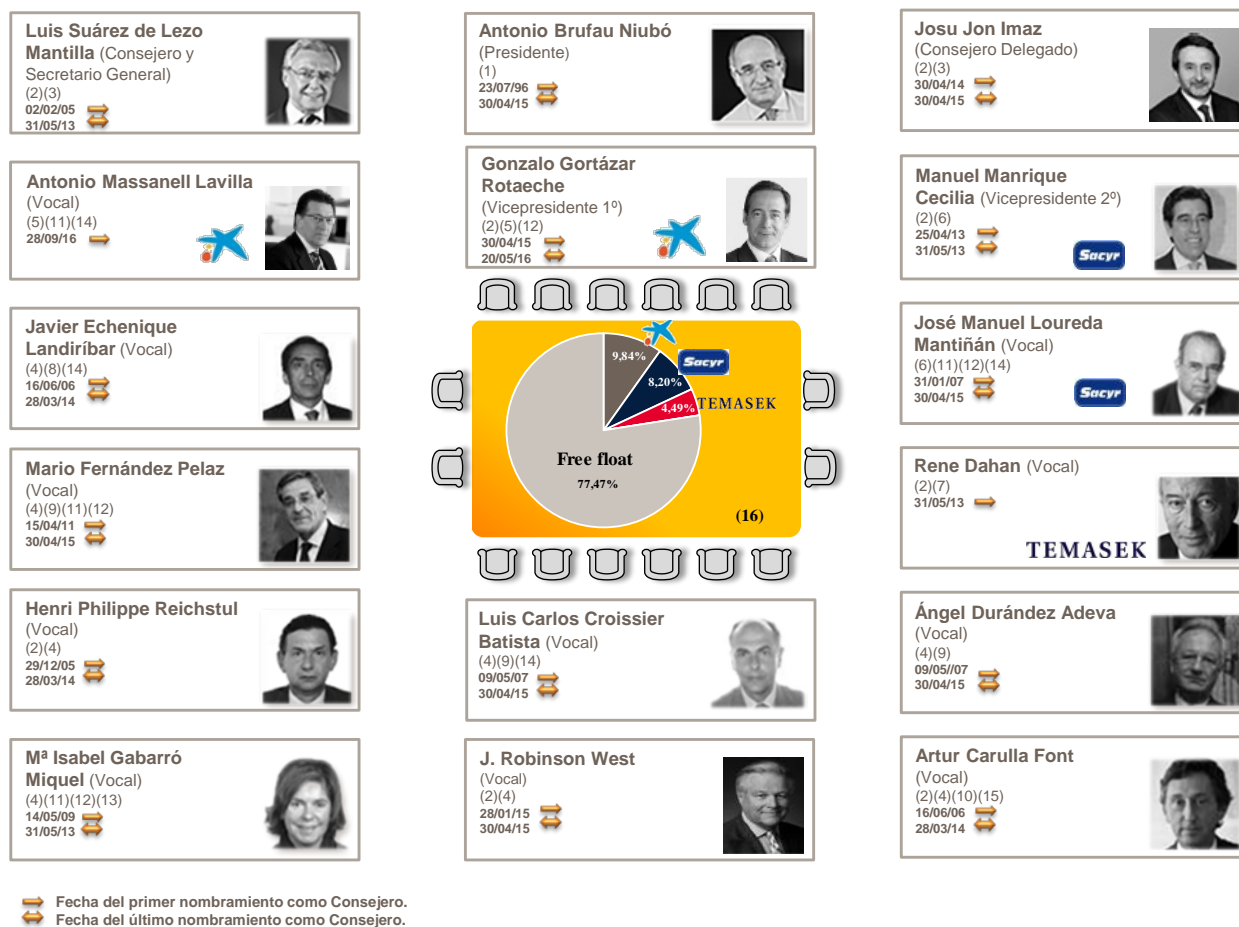 Luis Suárez de Lezo
Mantilla (Consejero y
Secretario General)
(2)(3)
02/02/05
31/05/13
Antonio Massanell Lavilla
(Vocal)
(5)(11)(14)
28/09/16
Javier Echenique
Landiríbar (Vocal)
(4)(8)(14)
16/06/06
28/03/14
Mario Fernández Pelaz
(Vocal)
(4)(9)(11)(12)
15/04/11
30/04/15
Henri Philippe Reichstul
(Vocal)
(2)(4)
29/12/05
28/03/14
Mª Isabel Gabarró
Miquel (Vocal)
(4)(11)(12)(13)
14/05/09
31/05/13
Antonio Brufau Niubó
(Presidente)
(1)
23/07/96
30/04/15
Gonzalo Gortázar
Rotaeche
(Vicepresidente 1º)
(2)(5)(12)
30/04/15
20/05/16
9,84%
Sacyr
8,20%
4,49%
TEMASEK
Free float
77,47%
(16)
Luis Carlos Croissier
Batista (Vocal)
(4)(9)(14)
09/05/07
30/04/15
J. Robinson West
(Vocal)
(2)(4)
28/01/15
30/04/15
Josu Jon Imaz
(Consejero Delegado)
(2)(3)
30/04/14
30/04/15
Manuel Manrique
Cecilia (Vicepresidente 2º)
(2)(6)
25/04/13
31/05/13
Sacyr
José Manuel Loureda
Mantiñán (Vocal)
(6)(11)(12)(14)
31/01/07
30/04/15
Sacyr
Rene Dahan (Vocal)
(2)(7)
31/05/13
TEMASEK
Ángel Durández Adeva
(Vocal)
(4)(9)
09/05//07
30/04/15
Artur Carulla Font
(Vocal)
(2)(4)(10)(15)
16/06/06
28/03/14
Fecha del primer nombramiento como Consejero.
Fecha del último nombramiento como Consejero.